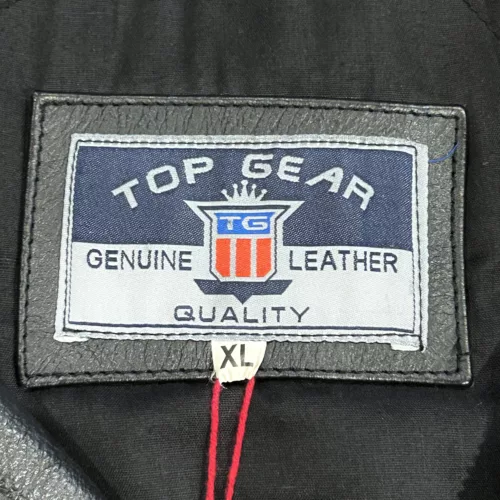 TOP GEAR
TG
GENUINE LEATHER
QUALITY
XL